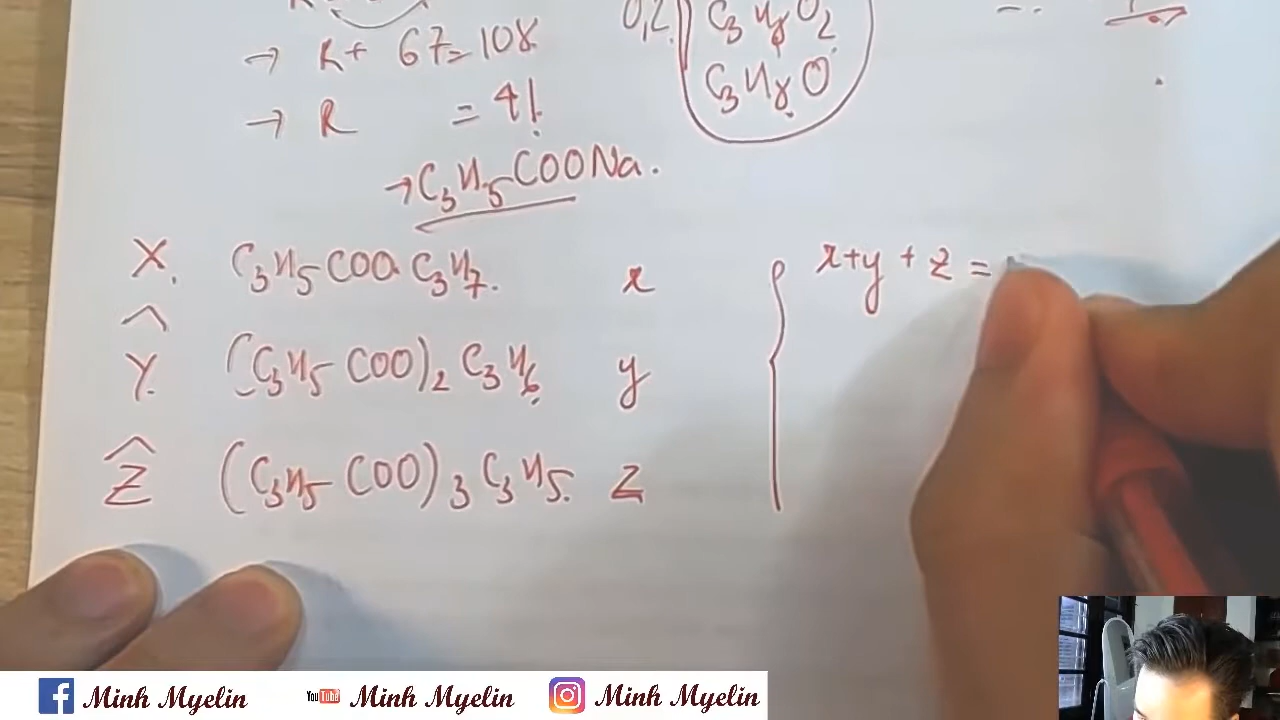 0,2 C3H8O2
→ R+ 67=108
C3H8O
→ R = 41
→C3H5COONa.
X. C3H5COOC3H7. x
x+y+z=
Y. (C3H5COO)2C3H6. y
Z (C3H5COO)3C3H5. z
Minh Myelin
YouTube Minh Myelin
Minh Myelin